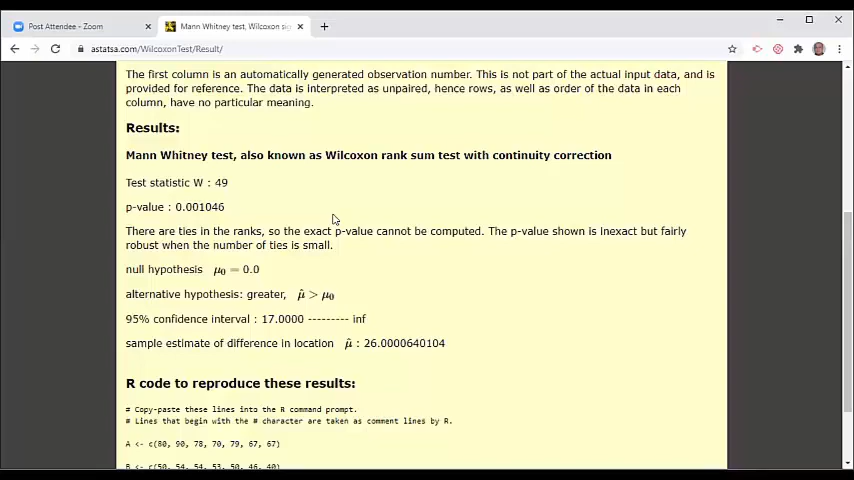 Post Attendee - Zoom
Mann Whitney test, Wilcoxon sig
astatsa.com/WilcoxonTest/Result/
The first column is an automatically generated observation number. This is not part of the actual input data, and is
provided for reference. The data is interpreted as unpaired, hence rows, as well as order of the data in each
column, have no particular meaning.
Results:
Mann Whitney test, also known as Wilcoxon rank sum test with continuity correction
Test statistic W : 49
p-value : 0.001046
There are ties in the ranks, so the exact p-value cannot be computed. The p-value shown is inexact but fairly
robust when the number of ties is small.
null hypothesis μ₀ = 0.0
alternative hypothesis: greater, μ̂ > μ₀
95% confidence interval : 17.0000 --------- inf
sample estimate of difference in location μ̂ : 26.0000640104
R code to reproduce these results:
# Copy-paste these lines into the R command prompt.
# Lines that begin with the # character are taken as comment lines by R.
A <- c(80, 90, 78, 70, 79, 67, 67)
B <- c(50, 54, 54, 53, 50, 46, 40)